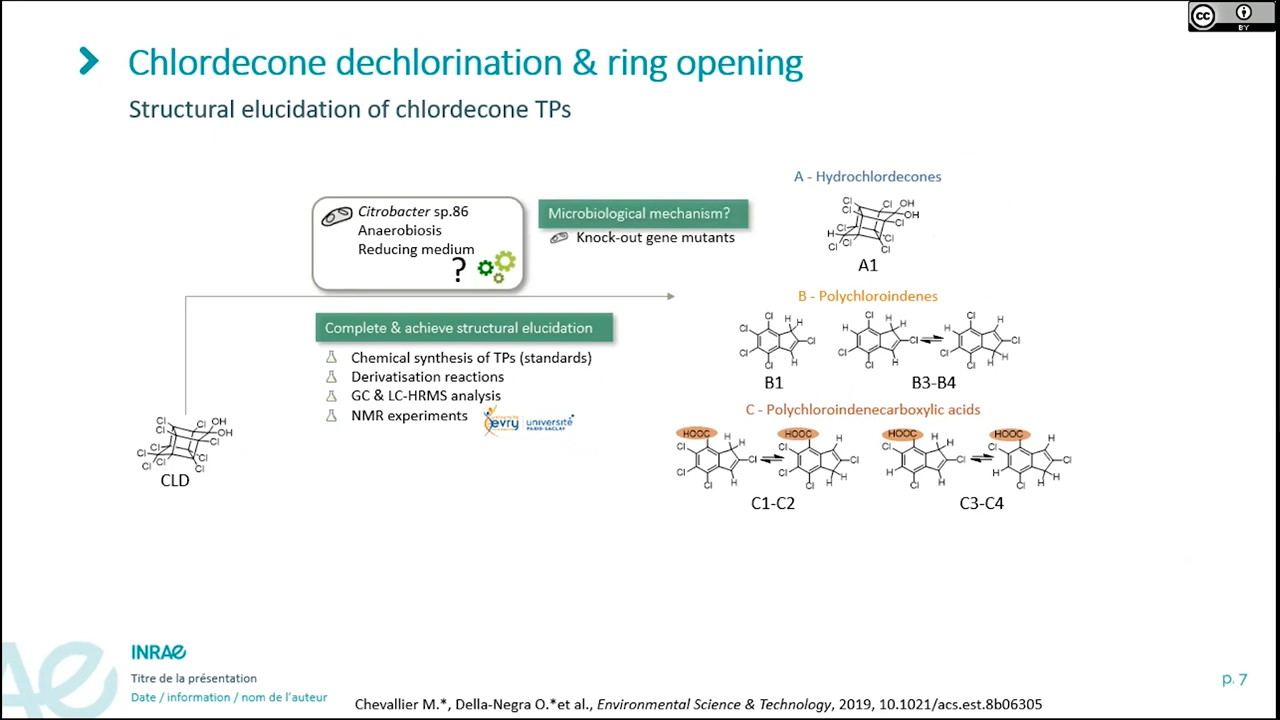 CC BY
Chlordecone dechlorination & ring opening
Structural elucidation of chlordecone TPs
Citrobacter sp.86
Anaerobiosis
Reducing medium
?
Microbiological mechanism?
Knock-out gene mutants
Complete & achieve structural elucidation
Chemical synthesis of TPs (standards)
Derivatisation reactions
GC & LC-HRMS analysis
NMR experiments
evry université
PARIS-SACLAY
CLD
A - Hydrochlordecones
A1
B - Polychloroindenes
B1
B3-B4
C - Polychloroindenecarboxylic acids
HOOC HOOC HOOC HOOC
C1-C2
C3-C4
INRAE
Titre de la présentation
Date / information / nom de l'auteur
p. 7
Chevallier M.*, Della-Negra O.*et al., Environmental Science & Technology, 2019, 10.1021/acs.est.8b06305